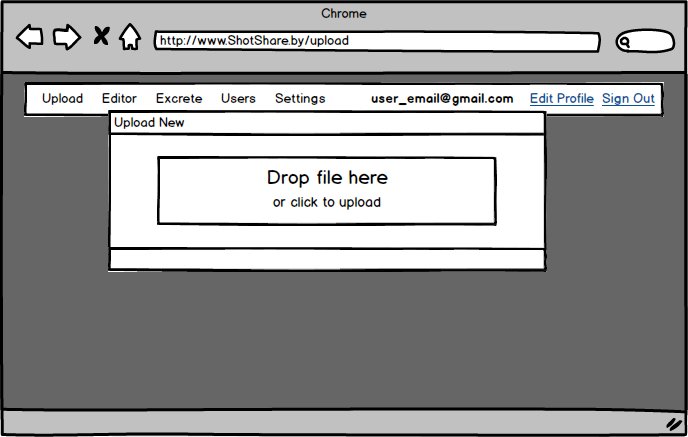 Chrome
http://www.ShotShare.by/upload
Upload Editor Excrete Users Settings user_email@gmail.com Edit Profile Sign Out
Upload New
Drop file here
or click to upload